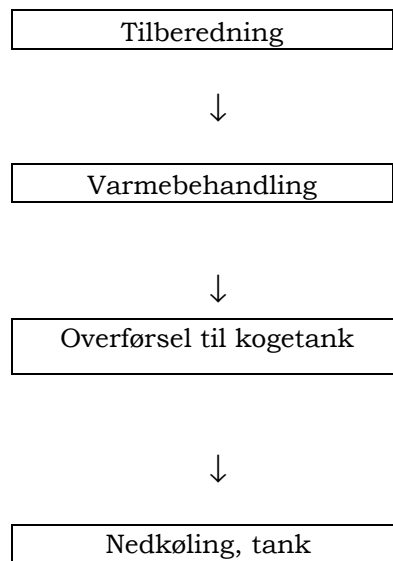 Tilberedning
↓
Varmebehandling
↓
Overførsel til kogetank
↓
Nedkøling, tank